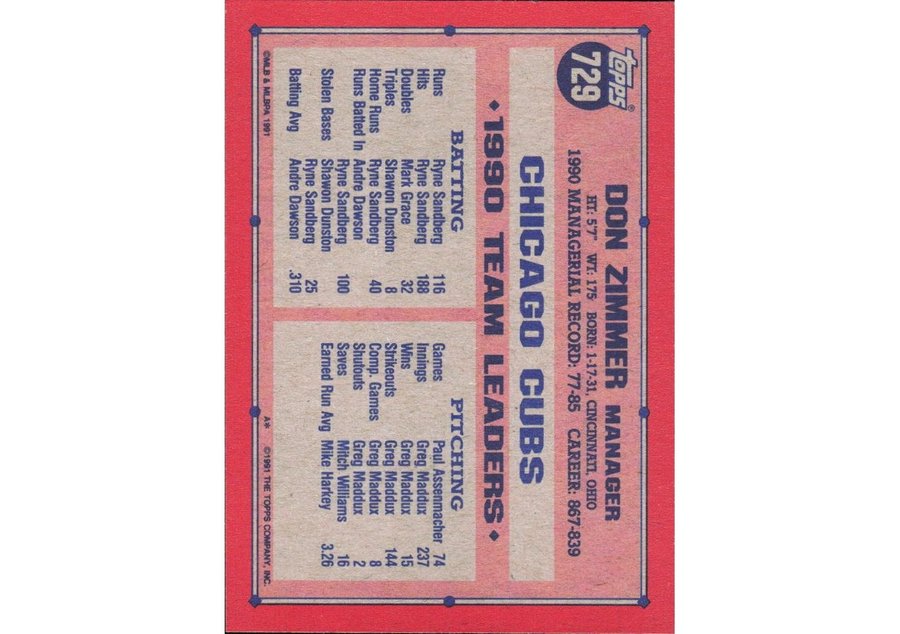 topps®
729
DON ZIMMER MANAGER
HT: 5'7" WT: 175 BORN: 1-17-31, CINCINNATI, OHIO
1990 MANAGERIAL RECORD: 77-85 CAREER: 867-839
CHICAGO CUBS
• 1990 TEAM LEADERS •
BATTING
Runs Ryne Sandberg 116
Hits Ryne Sandberg 188
Doubles Mark Grace 32
Triples Shawon Dunston 8
Home Runs Ryne Sandberg 40
Runs Batted In Andre Dawson
Ryne Sandberg 100
Stolen Bases Shawon Dunston
Ryne Sandberg 25
Batting Avg Andre Dawson .310
PITCHING
Games Paul Assenmacher 74
Innings Greg Maddux 237
Wins Greg Maddux 15
Strikeouts Greg Maddux 144
Comp. Games Greg Maddux 8
Shutouts Greg Maddux 2
Saves Mitch Williams 16
Earned Run Avg Mike Harkey 3.26
©MLB & MLBPA 1991 A* ©1991 THE TOPPS COMPANY, INC.